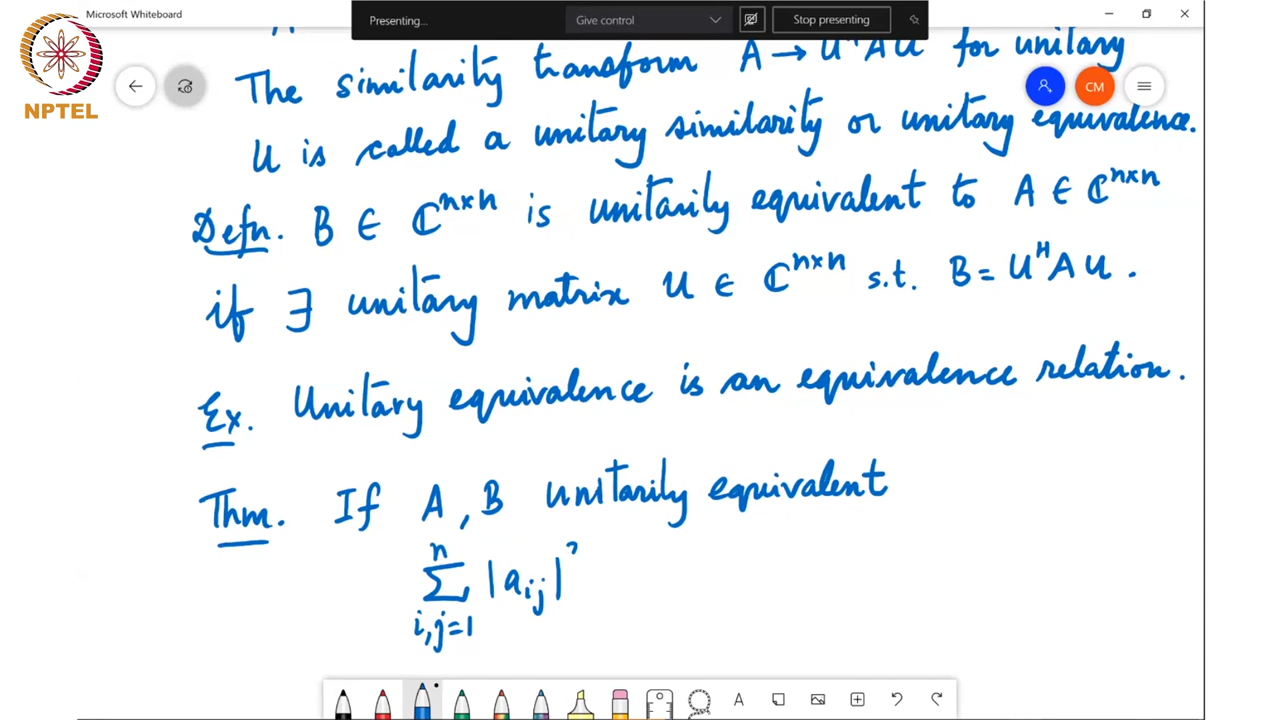 Microsoft Whiteboard
Presenting...
Give control
Stop presenting
NPTEL
CM
The similarity transform A → U^H A U for unitary
U is called a unitary similarity or unitary equivalence.
Defn. B ∈ ℂ^{n×n} is unitarily equivalent to A ∈ ℂ^{n×n}
if ∃ unitary matrix U ∈ ℂ^{n×n} s.t. B = U^H A U.
Ex. Unitary equivalence is an equivalence relation.
Thm. If A, B unitarily equivalent
∑_{i,j=1}^{n} |a_{ij}|^2